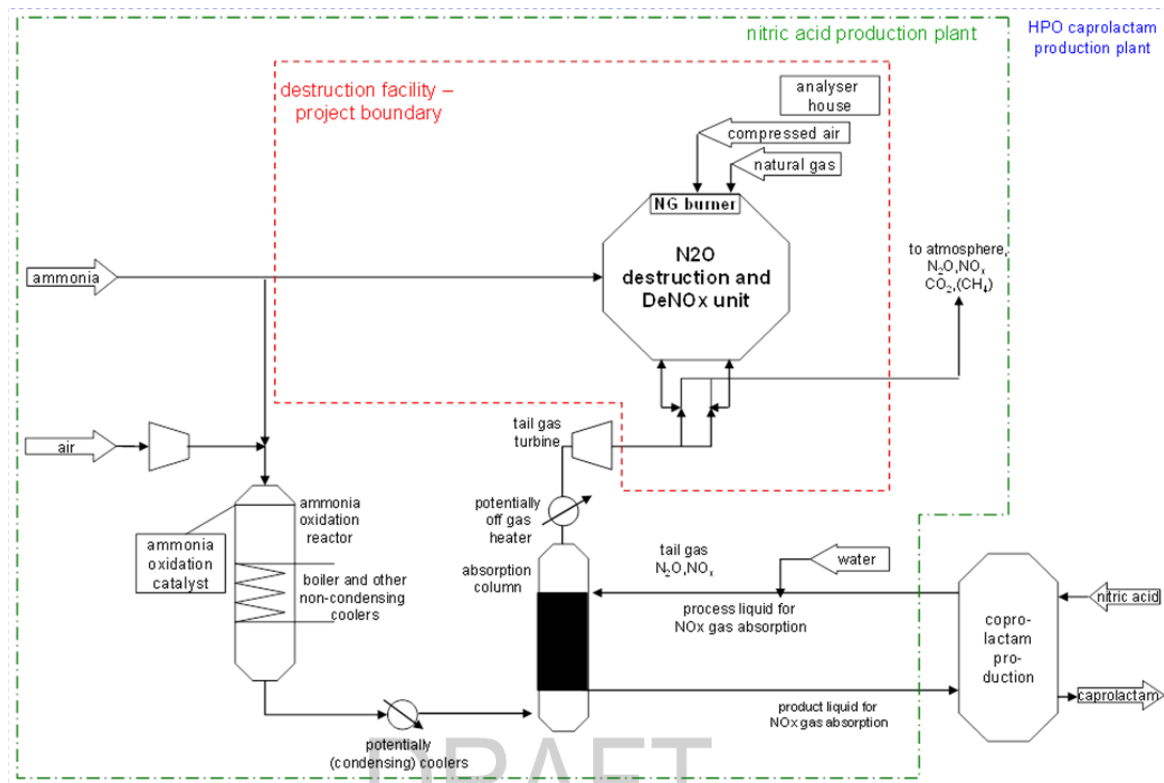 nitric acid production plant
HPO caprolactam
production plant
destruction facility –
project boundary
analyser
house
compressed air
natural gas
NG burner
N2O
destruction and
DeNOx unit
ammonia
to atmosphere,
N₂O,NOₓ
CO₂,(CH₄)
air
tail gas
turbine
ammonia
oxidation
reactor
ammonia
oxidation
catalyst
boiler and other
non-condensing
coolers
potentially
off gas
heater
absorption
column
tail gas
N₂O,NOₓ
water
process liquid for
NOx gas absorption
nitric acid
copro-
lactam
pro-
duction
caprolactam
product liquid for
NOx gas absorption
potentially
(condensing) coolers
DRAFT